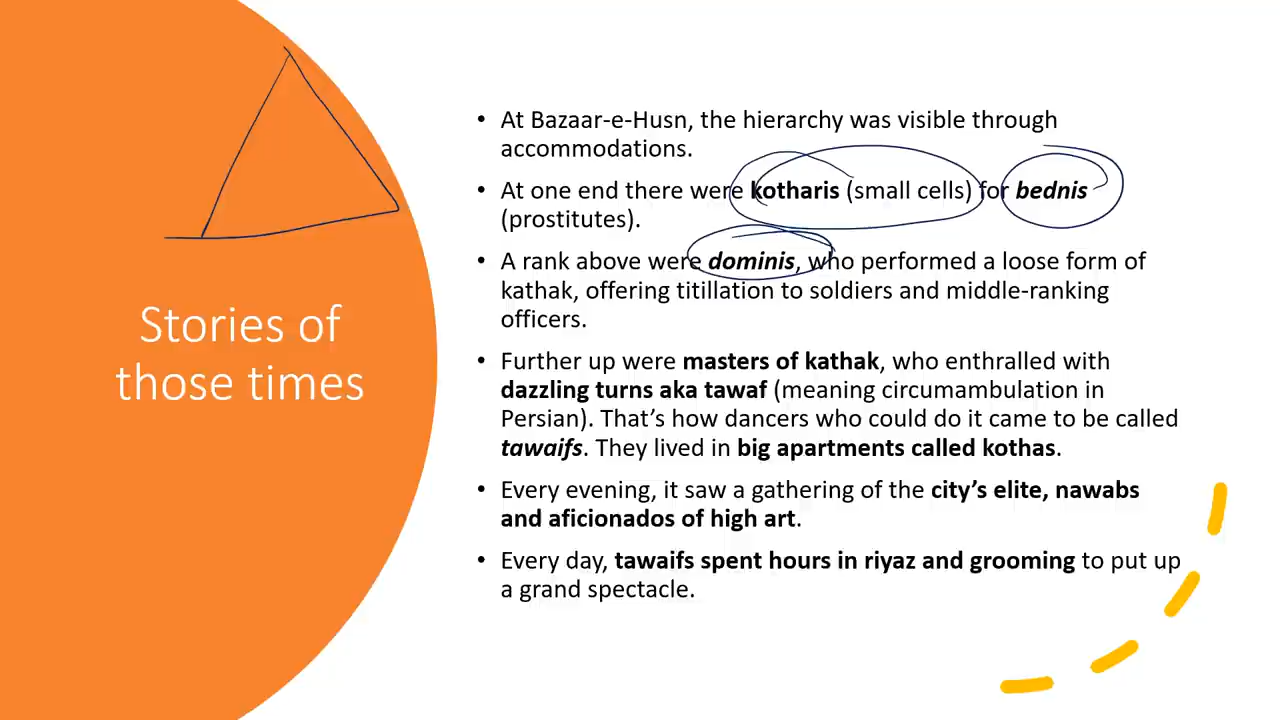 Stories of
those times
• At Bazaar-e-Husn, the hierarchy was visible through
accommodations.
• At one end there were kotharis (small cells) for bednis
(prostitutes).
• A rank above were dominis, who performed a loose form of
kathak, offering titillation to soldiers and middle-ranking
officers.
• Further up were masters of kathak, who enthralled with
dazzling turns aka tawaf (meaning circumambulation in
Persian). That’s how dancers who could do it came to be called
tawaifs. They lived in big apartments called kothas.
• Every evening, it saw a gathering of the city’s elite, nawabs
and aficionados of high art.
• Every day, tawaifs spent hours in riyaz and grooming to put up
a grand spectacle.